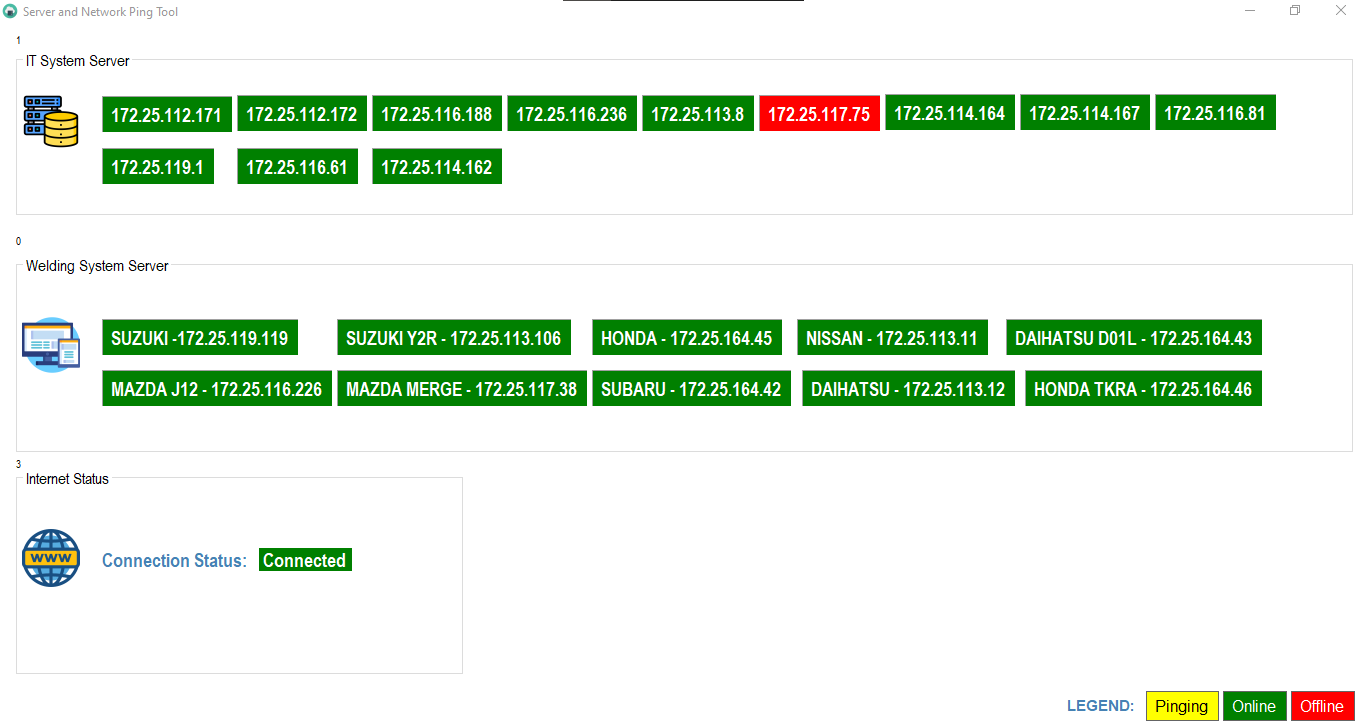 Server and Network Ping Tool
1
IT System Server
172.25.112.171 172.25.112.172 172.25.116.188 172.25.116.236 172.25.113.8 172.25.117.75 172.25.114.164 172.25.114.167 172.25.116.81
172.25.119.1 172.25.116.61 172.25.114.162
0
Welding System Server
SUZUKI -172.25.119.119 SUZUKI Y2R - 172.25.113.106 HONDA - 172.25.164.45 NISSAN - 172.25.113.11 DAIHATSU D01L - 172.25.164.43
MAZDA J12 - 172.25.116.226 MAZDA MERGE - 172.25.117.38 SUBARU - 172.25.164.42 DAIHATSU - 172.25.113.12 HONDA TKRA - 172.25.164.46
3
Internet Status
WWW Connection Status: Connected
LEGEND: Pinging Online Offline